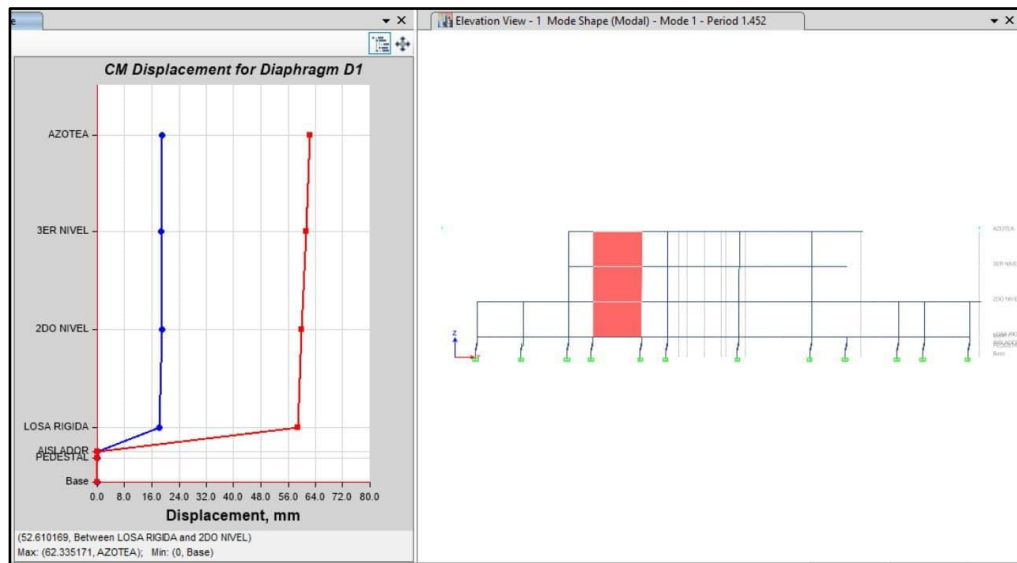 e
Elevation View - 1 Mode Shape (Modal) - Mode 1 - Period 1.452
CM Displacement for Diaphragm D1
AZOTEA
3ER NIVEL
2DO NIVEL
LOSA RIGIDA
AISLADOR
PEDESTAL
Base
0.0 8.0 16.0 24.0 32.0 40.0 48.0 56.0 64.0 72.0 80.0
Displacement, mm
(52.610169, Between LOSA RIGIDA and 2DO NIVEL)
Max: (62.335171, AZOTEA); Min: (0, Base)
AZOTEA
3ER NIVEL
2DO NIVEL
Base
Z